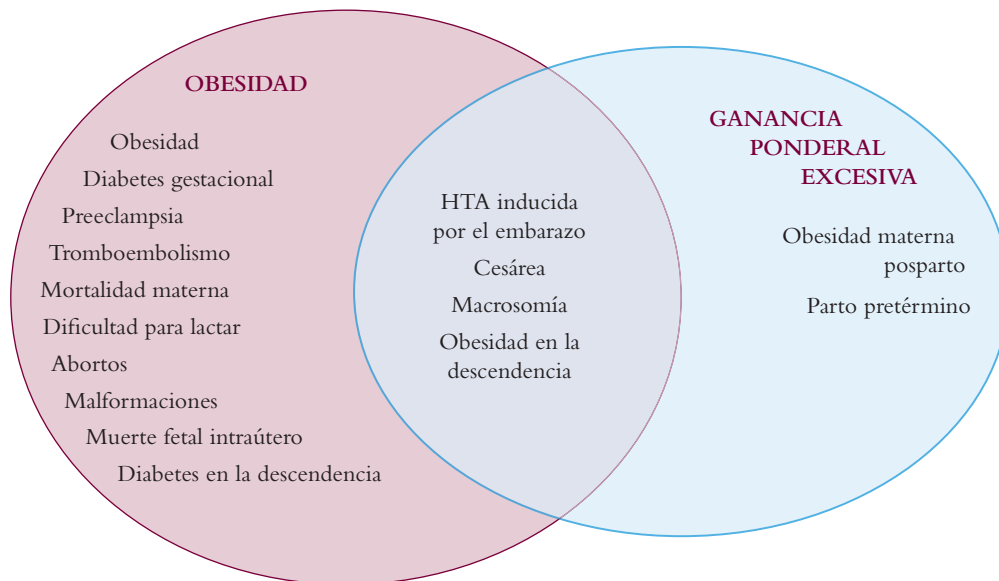 OBESIDAD
Obesidad
Diabetes gestacional
Preeclampsia
Tromboembolismo
Mortalidad materna
Dificultad para lactar
Abortos
Malformaciones
Muerte fetal intraútero
Diabetes en la descendencia
HTA inducida
por el embarazo
Cesárea
Macrosomía
Obesidad en la
descendencia
GANANCIA
PONDERAL
EXCESIVA
Obesidad materna
posparto
Parto pretérmino